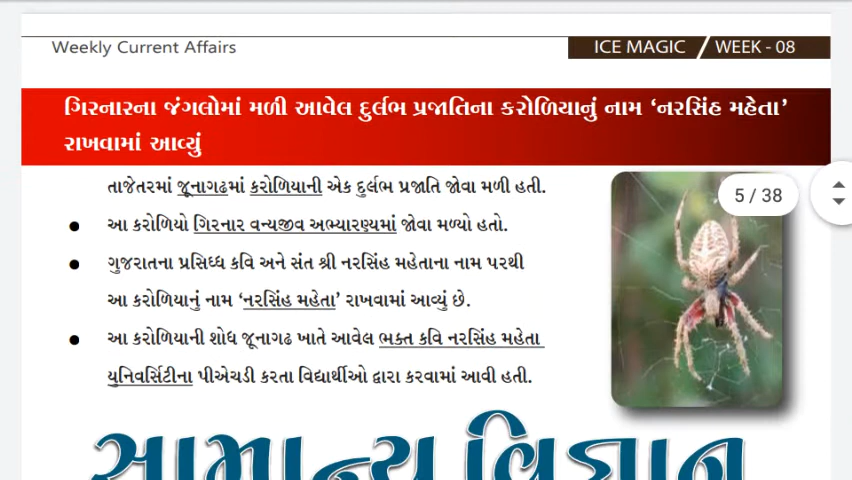 Weekly Current Affairs
ICE MAGIC / WEEK - 08
ગિરનારના જંગલોમાં મળી આવેલ દુર્લભ પ્રજાતિના કરોળિયાનું નામ ‘નરસિંહ મહેતા’
રાખવામાં આવ્યું
તાજેતરમાં જૂનાગઢમાં કરોળિયાની એક દુર્લભ પ્રજાતિ જોવા મળી હતી.
5 / 38
● આ કરોળિયો ગિરનાર વન્યજીવ અભ્યારણ્યમાં જોવા મળ્યો હતો.
● ગુજરાતના પ્રસિધ્ધ કવિ અને સંત શ્રી નરસિંહ મહેતાના નામ પરથી
આ કરોળિયાનું નામ ‘નરસિંહ મહેતા’ રાખવામાં આવ્યું છે.
● આ કરોળિયાની શોધ જૂનાગઢ ખાતે આવેલ ભક્ત કવિ નરસિંહ મહેતા
યુનિવર્સિટીના પીએચડી કરતા વિદ્યાર્થીઓ દ્વારા કરવામાં આવી હતી.
સામાન્ય વિજ્ઞાન